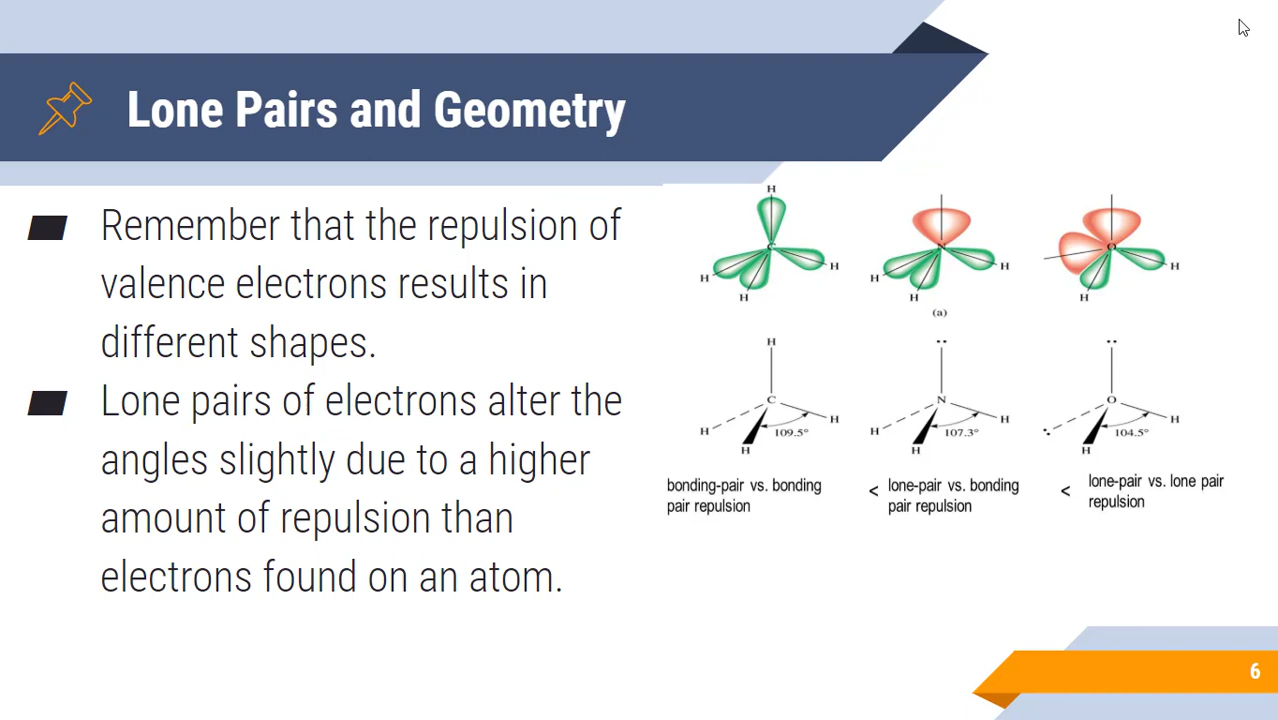 Lone Pairs and Geometry
Remember that the repulsion of
valence electrons results in
different shapes.
Lone pairs of electrons alter the
angles slightly due to a higher
amount of repulsion than
electrons found on an atom.
H
C
H
H
H
N
H
H
H
O
H
H
(a)
H
C
H
H
H
109.5°
N
H
H
H
107.3°
O
H
H
104.5°
bonding-pair vs. bonding
pair repulsion
< lone-pair vs. bonding
pair repulsion
< lone-pair vs. lone pair
repulsion
6